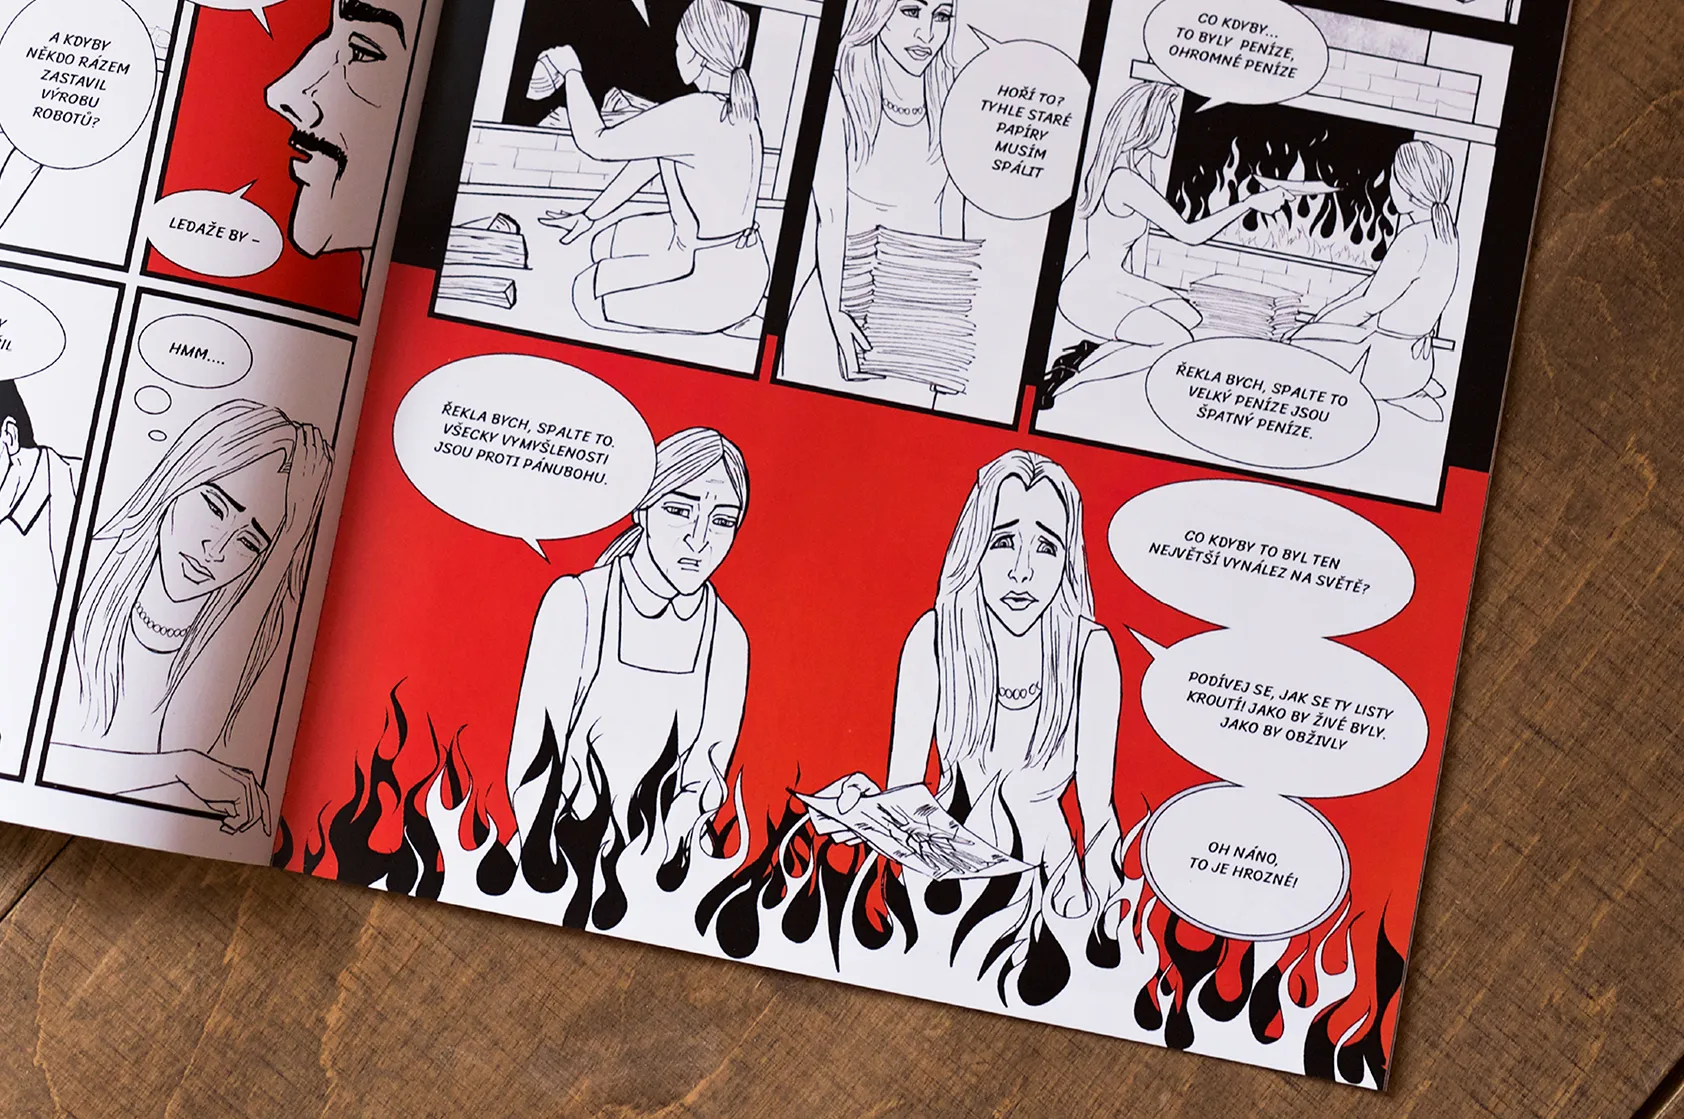 A KDYBY
NĚKDO RÁZEM
ZASTAVIL
VÝROBU
ROBOTŮ?
LEDAŽE BY –
HMM....
HOŘÍ TO?
TYHLE STARÉ
PAPÍRY
MUSÍM
SPÁLIT
CO KDYBY...
TO BYLY PENÍZE,
OHROMNÉ PENÍZE
ŘEKLA BYCH, SPALTE TO
VELKÝ PENÍZE JSOU
ŠPATNÝ PENÍZE.
ŘEKLA BYCH, SPALTE TO.
VŠECKY VYMYŠLENOSTI
JSOU PROTI PÁNUBOHU.
CO KDYBY TO BYL TEN
NEJVĚTŠÍ VYNÁLEZ NA SVĚTĚ?
PODÍVEJ SE, JAK SE TY LISTY
KROUTÍ! JAKO BY ŽIVÉ BYLY.
JAKO BY OBŽIVLY
OH NÁNO,
TO JE HROZNÉ!